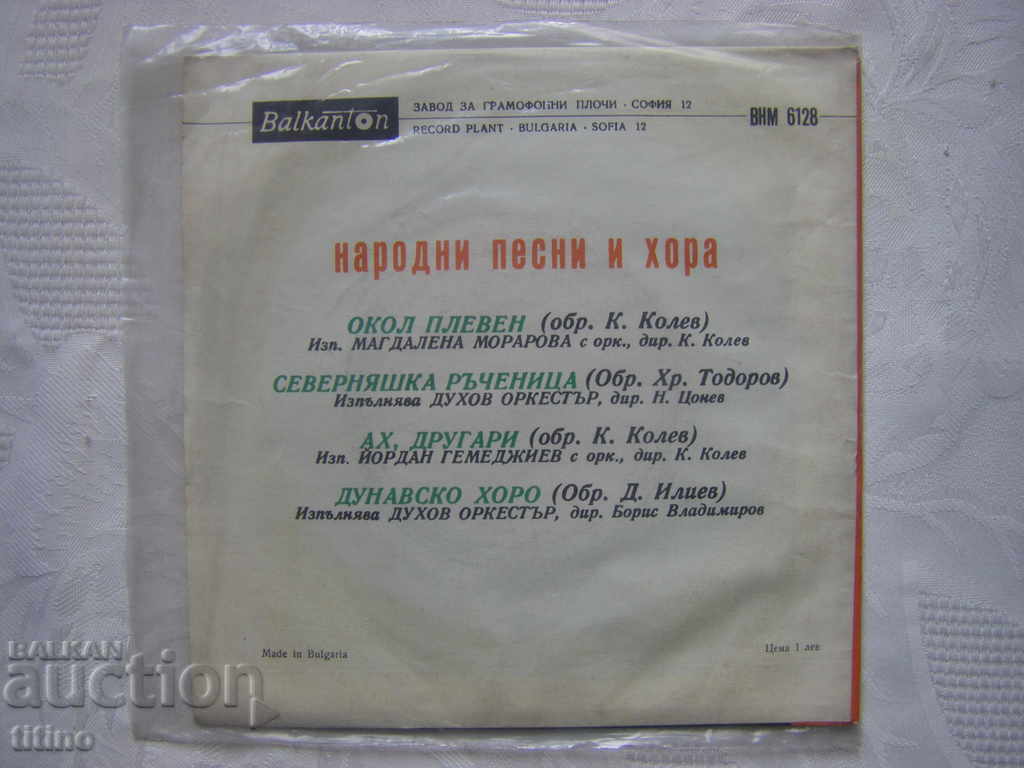 Balkanton
ЗАВОД ЗА ГРАМОФОННИ ПЛОЧИ · СОФИЯ 12
RECORD PLANT · BULGARIA · SOFIA 12
ВНМ 6128
народни песни и хора
ОКОЛ ПЛЕВЕН (обр. К. Колев)
Изп. МАГДАЛЕНА МОРАРОВА с орк., дир. К. Колев
СЕВЕРНЯШКА РЪЧЕНИЦА (Обр. Хр. Тодоров)
Изпълнява ДУХОВ ОРКЕСТЪР, дир. Н. Цонев
АХ, ДРУГАРИ (обр. К. Колев)
Изп. ЙОРДАН ГЕМЕДЖИЕВ с орк., дир. К. Колев
ДУНАВСКО ХОРО (Обр. Д. Илиев)
Изпълнява ДУХОВ ОРКЕСТЪР, дир. Борис Владимиров
Made in Bulgaria
Цена 1 лев
BALKAN
auction
titino